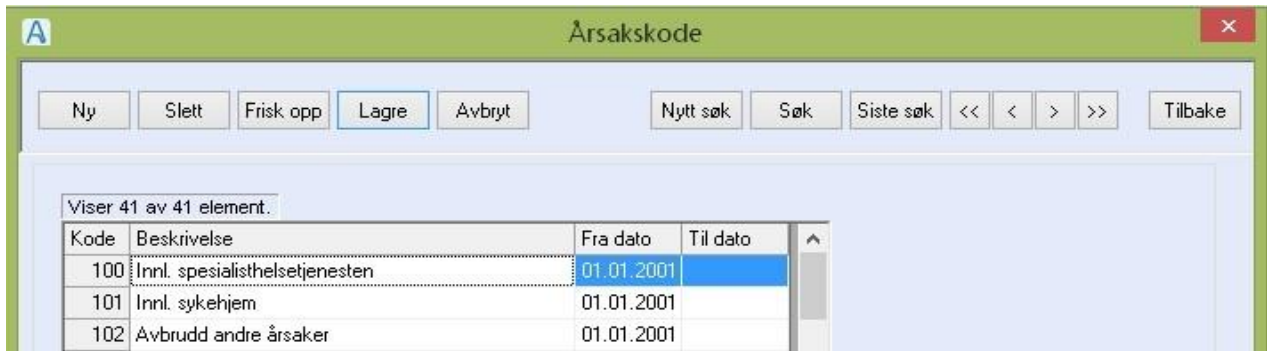 Årsakskode
Ny Slett Frisk opp Lagre Avbryt Nytt søk Søk Siste søk << < > >> Tilbake
Viser 41 av 41 element.
Kode Beskrivelse Fra dato Til dato
100 Innl. spesialisthelsetjenesten 01.01.2001
101 Innl. sykehjem 01.01.2001
102 Avbrudd andre årsaker 01.01.2001